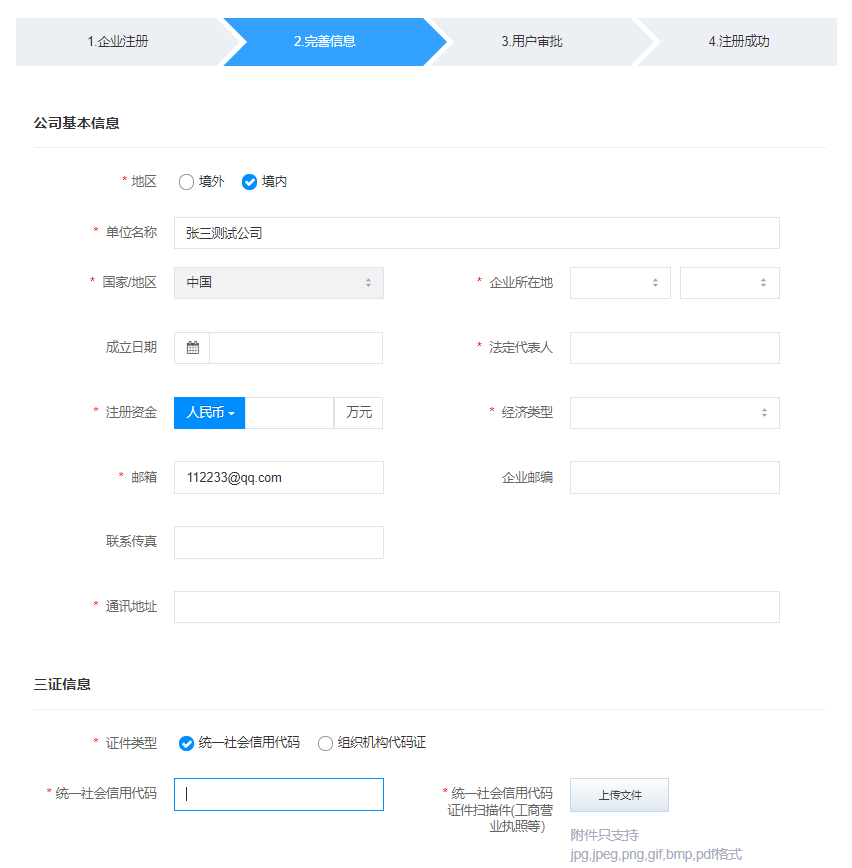 1.企业注册 2.完善信息 3.用户审批 4.注册成功
公司基本信息
* 地区 境外 境内
* 单位名称 张三测试公司
* 国家/地区 中国 * 企业所在地
成立日期 * 法定代表人
* 注册资金 人民币 万元 * 经济类型
* 邮箱 112233@qq.com 企业邮编
联系传真
* 通讯地址
三证信息
* 证件类型 统一社会信用代码 组织机构代码证
* 统一社会信用代码 * 统一社会信用代码 上传文件
证件扫描件(工商营
业执照等)
附件只支持
jpg,jpeg,png,gif,bmp,pdf格式